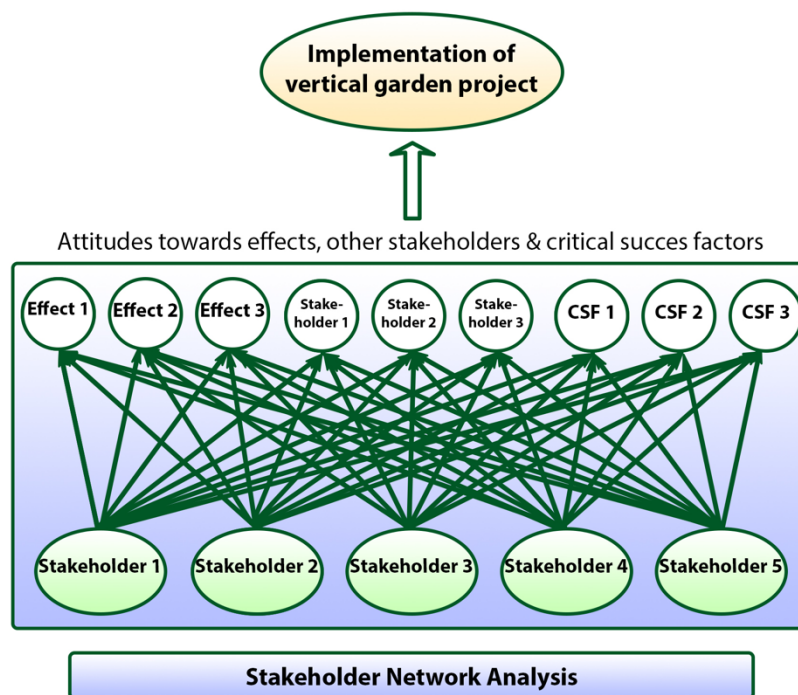 Implementation of
vertical garden project
Attitudes towards effects, other stakeholders & critical succes factors
Effect 1
Effect 2
Effect 3
Stake-
holder 1
Stake-
holder 2
Stake-
holder 3
CSF 1
CSF 2
CSF 3
Stakeholder 1
Stakeholder 2
Stakeholder 3
Stakeholder 4
Stakeholder 5
Stakeholder Network Analysis